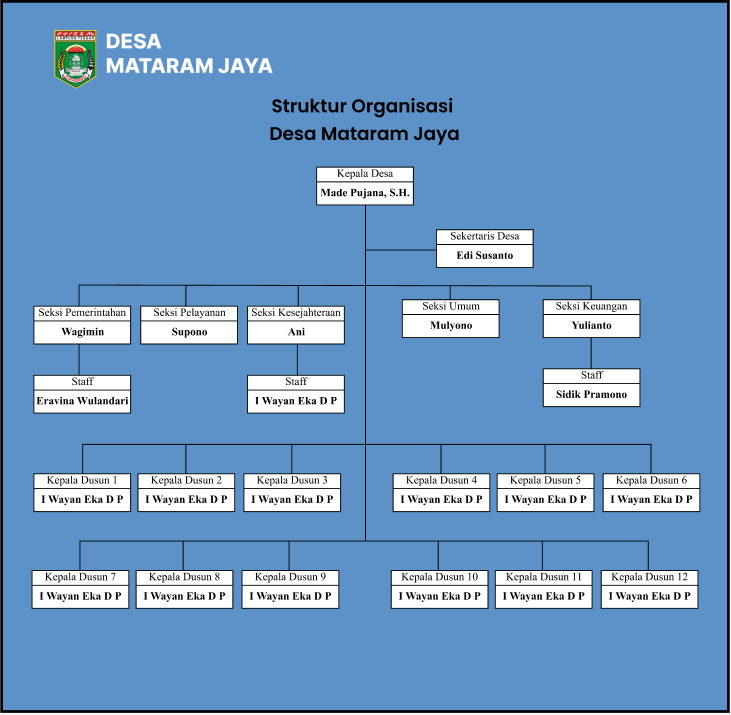 LAMPUNG TENGAH
DESA
MATARAM JAYA
Struktur Organisasi
Desa Mataram Jaya
Kepala Desa
Made Pujana, S.H.
Sekertaris Desa
Edi Susanto
Seksi Pemerintahan
Wagimin
Seksi Pelayanan
Supono
Seksi Kesejahteraan
Ani
Seksi Umum
Mulyono
Seksi Keuangan
Yulianto
Staff
Eravina Wulandari
Staff
I Wayan Eka D P
Staff
Sidik Pramono
Kepala Dusun 1
I Wayan Eka D P
Kepala Dusun 2
I Wayan Eka D P
Kepala Dusun 3
I Wayan Eka D P
Kepala Dusun 4
I Wayan Eka D P
Kepala Dusun 5
I Wayan Eka D P
Kepala Dusun 6
I Wayan Eka D P
Kepala Dusun 7
I Wayan Eka D P
Kepala Dusun 8
I Wayan Eka D P
Kepala Dusun 9
I Wayan Eka D P
Kepala Dusun 10
I Wayan Eka D P
Kepala Dusun 11
I Wayan Eka D P
Kepala Dusun 12
I Wayan Eka D P